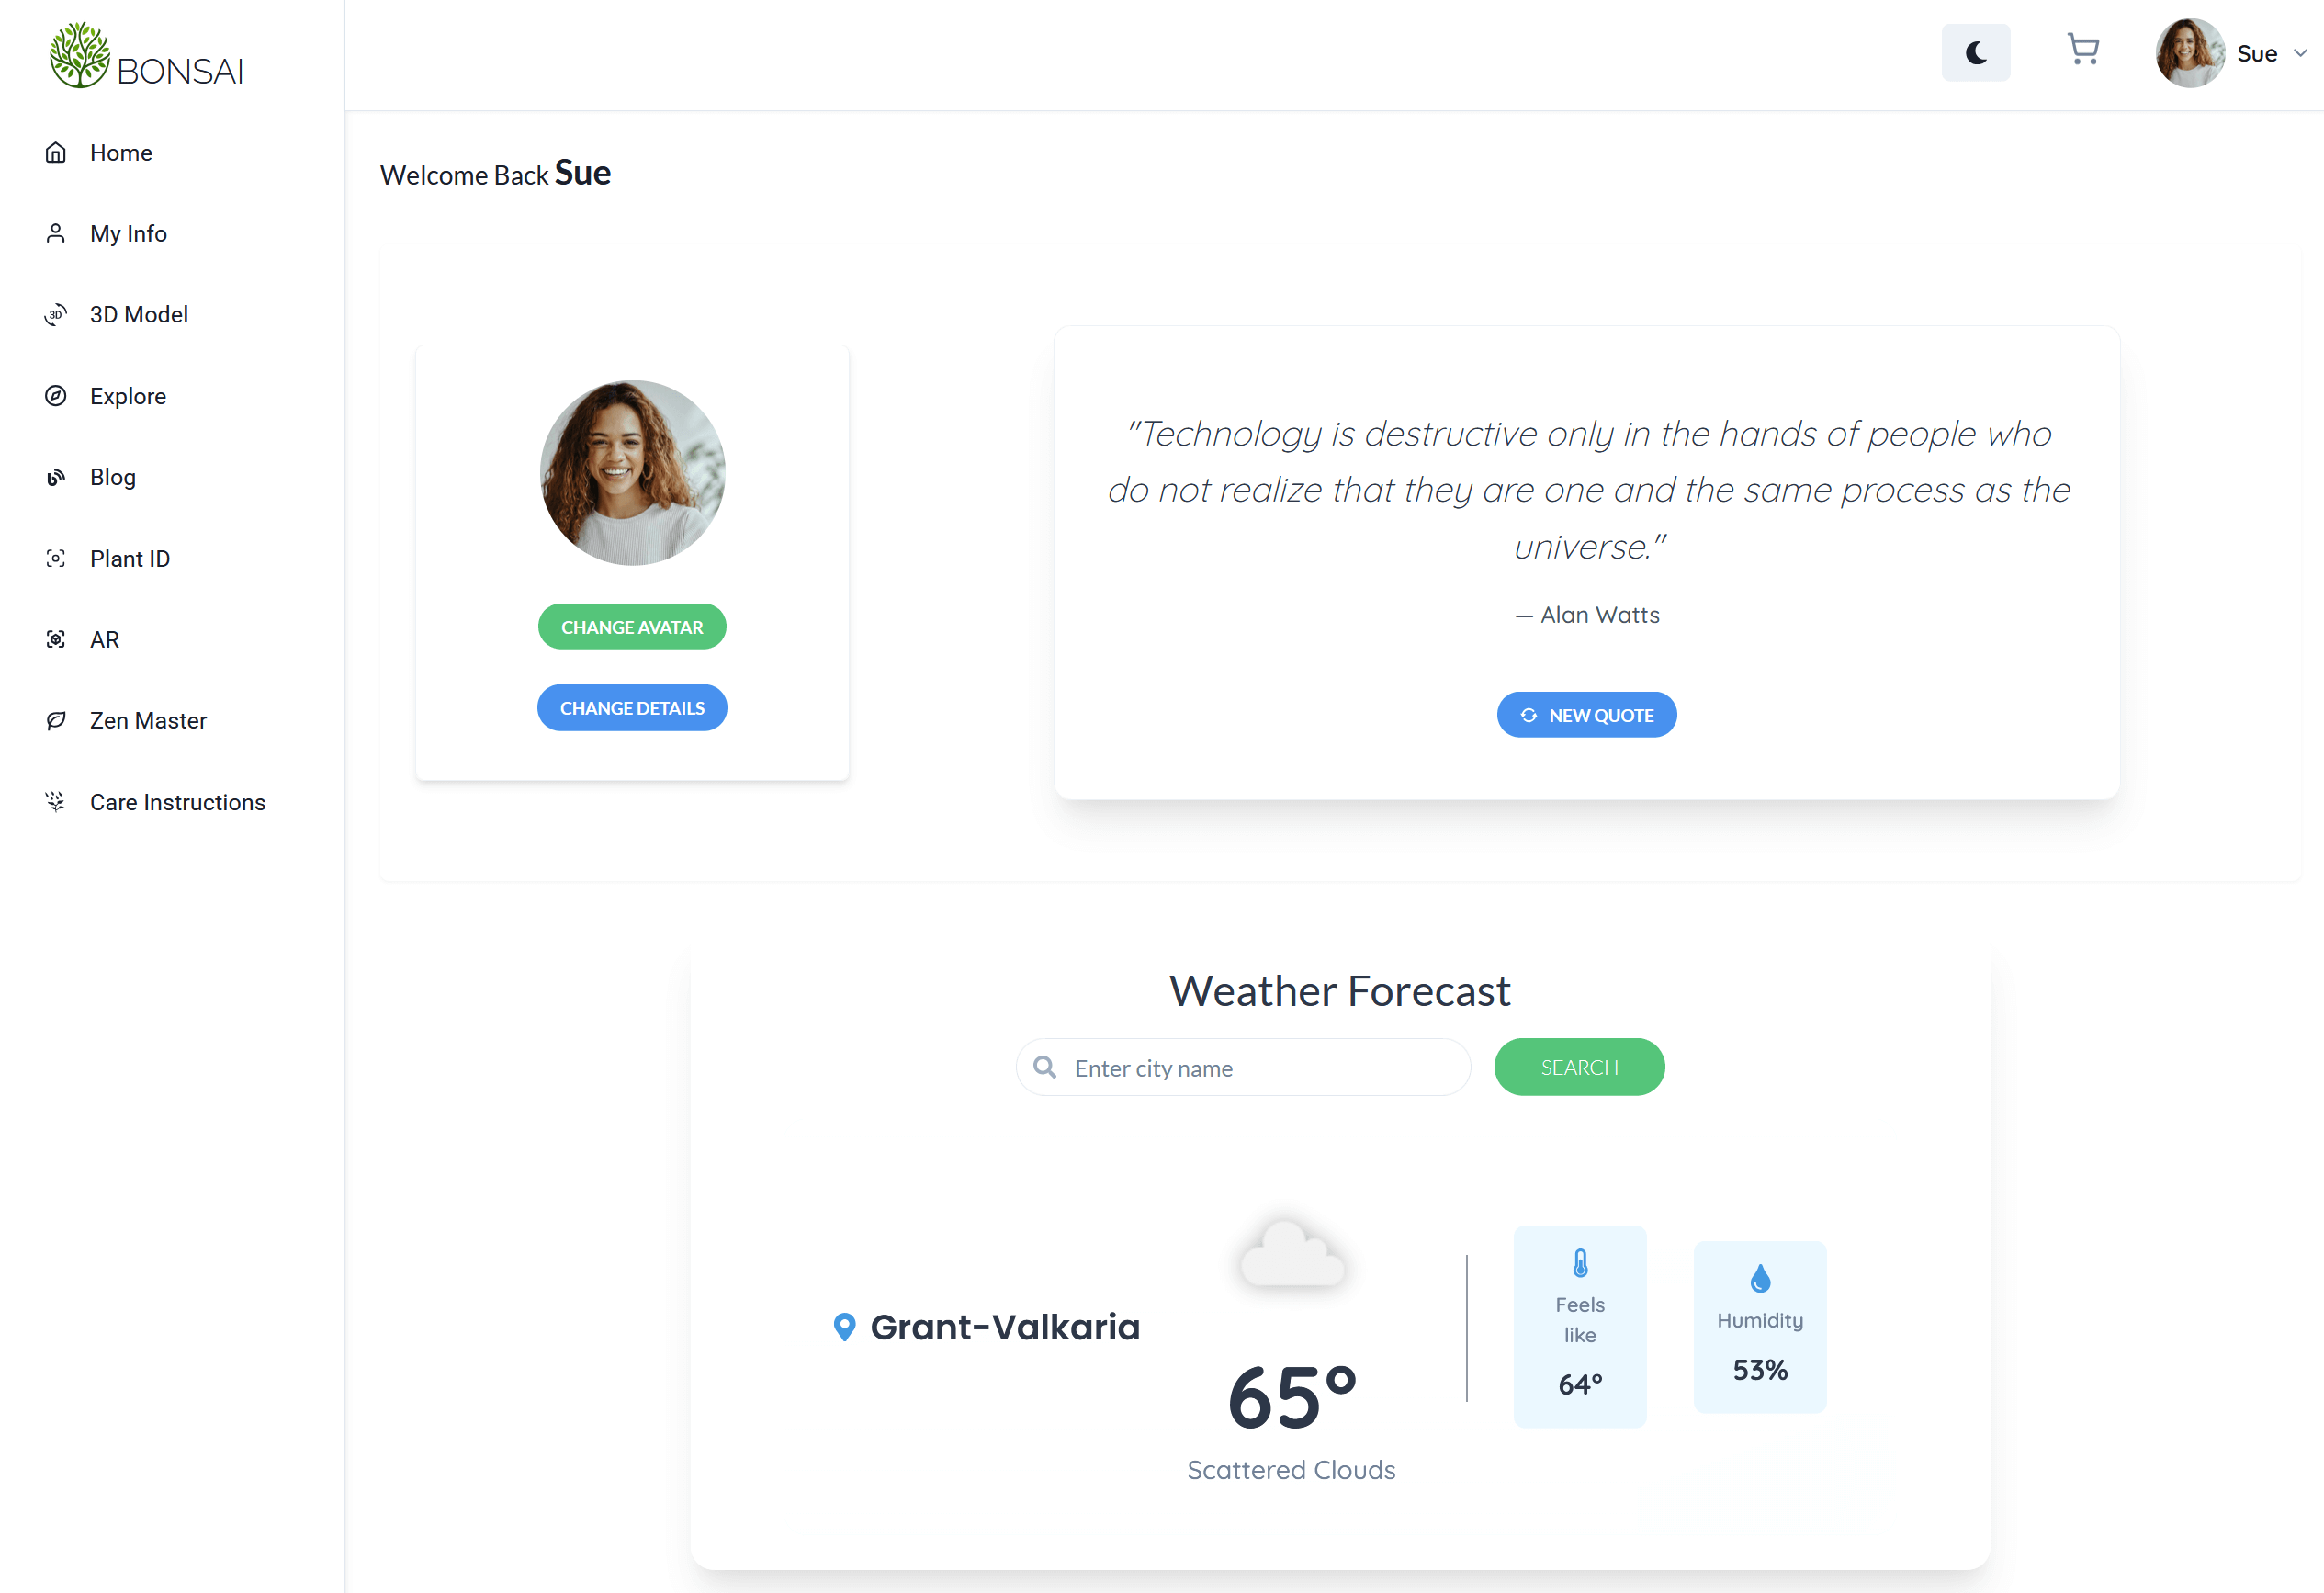 BONSAI
Sue
Home
My Info
3D Model
Explore
Blog
Plant ID
AR
Zen Master
Care Instructions
Welcome Back Sue
CHANGE AVATAR
CHANGE DETAILS
"Technology is destructive only in the hands of people who
do not realize that they are one and the same process as the
universe."
— Alan Watts
NEW QUOTE
Weather Forecast
Enter city name
SEARCH
Grant-Valkaria
65°
Scattered Clouds
Feels
like
64°
Humidity
53%